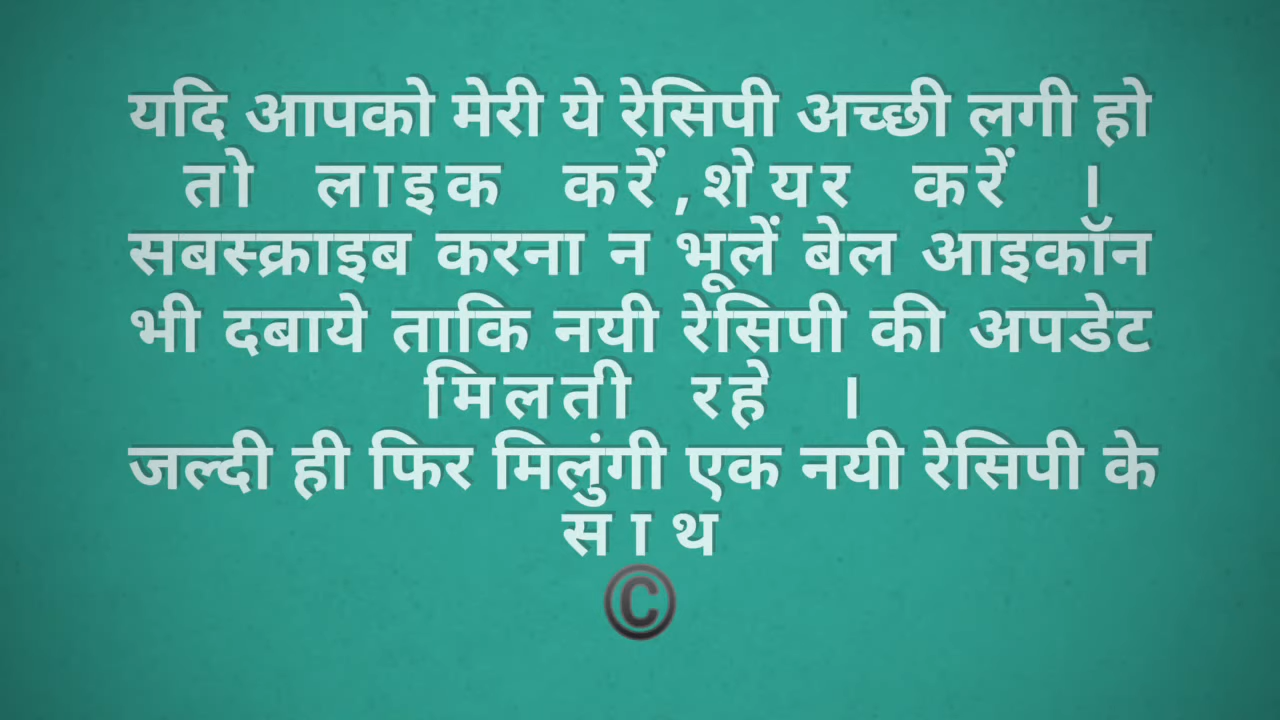 यदि आपको मेरी ये रेसिपी अच्छी लगी हो
तो लाइक करें ,शेयर करें ।
सबस्क्राइब करना न भूलें बेल आइकॉन
भी दबाये ताकि नयी रेसिपी की अपडेट
मिलती रहे ।
जल्दी ही फिर मिलुंगी एक नयी रेसिपी के
साथ
©